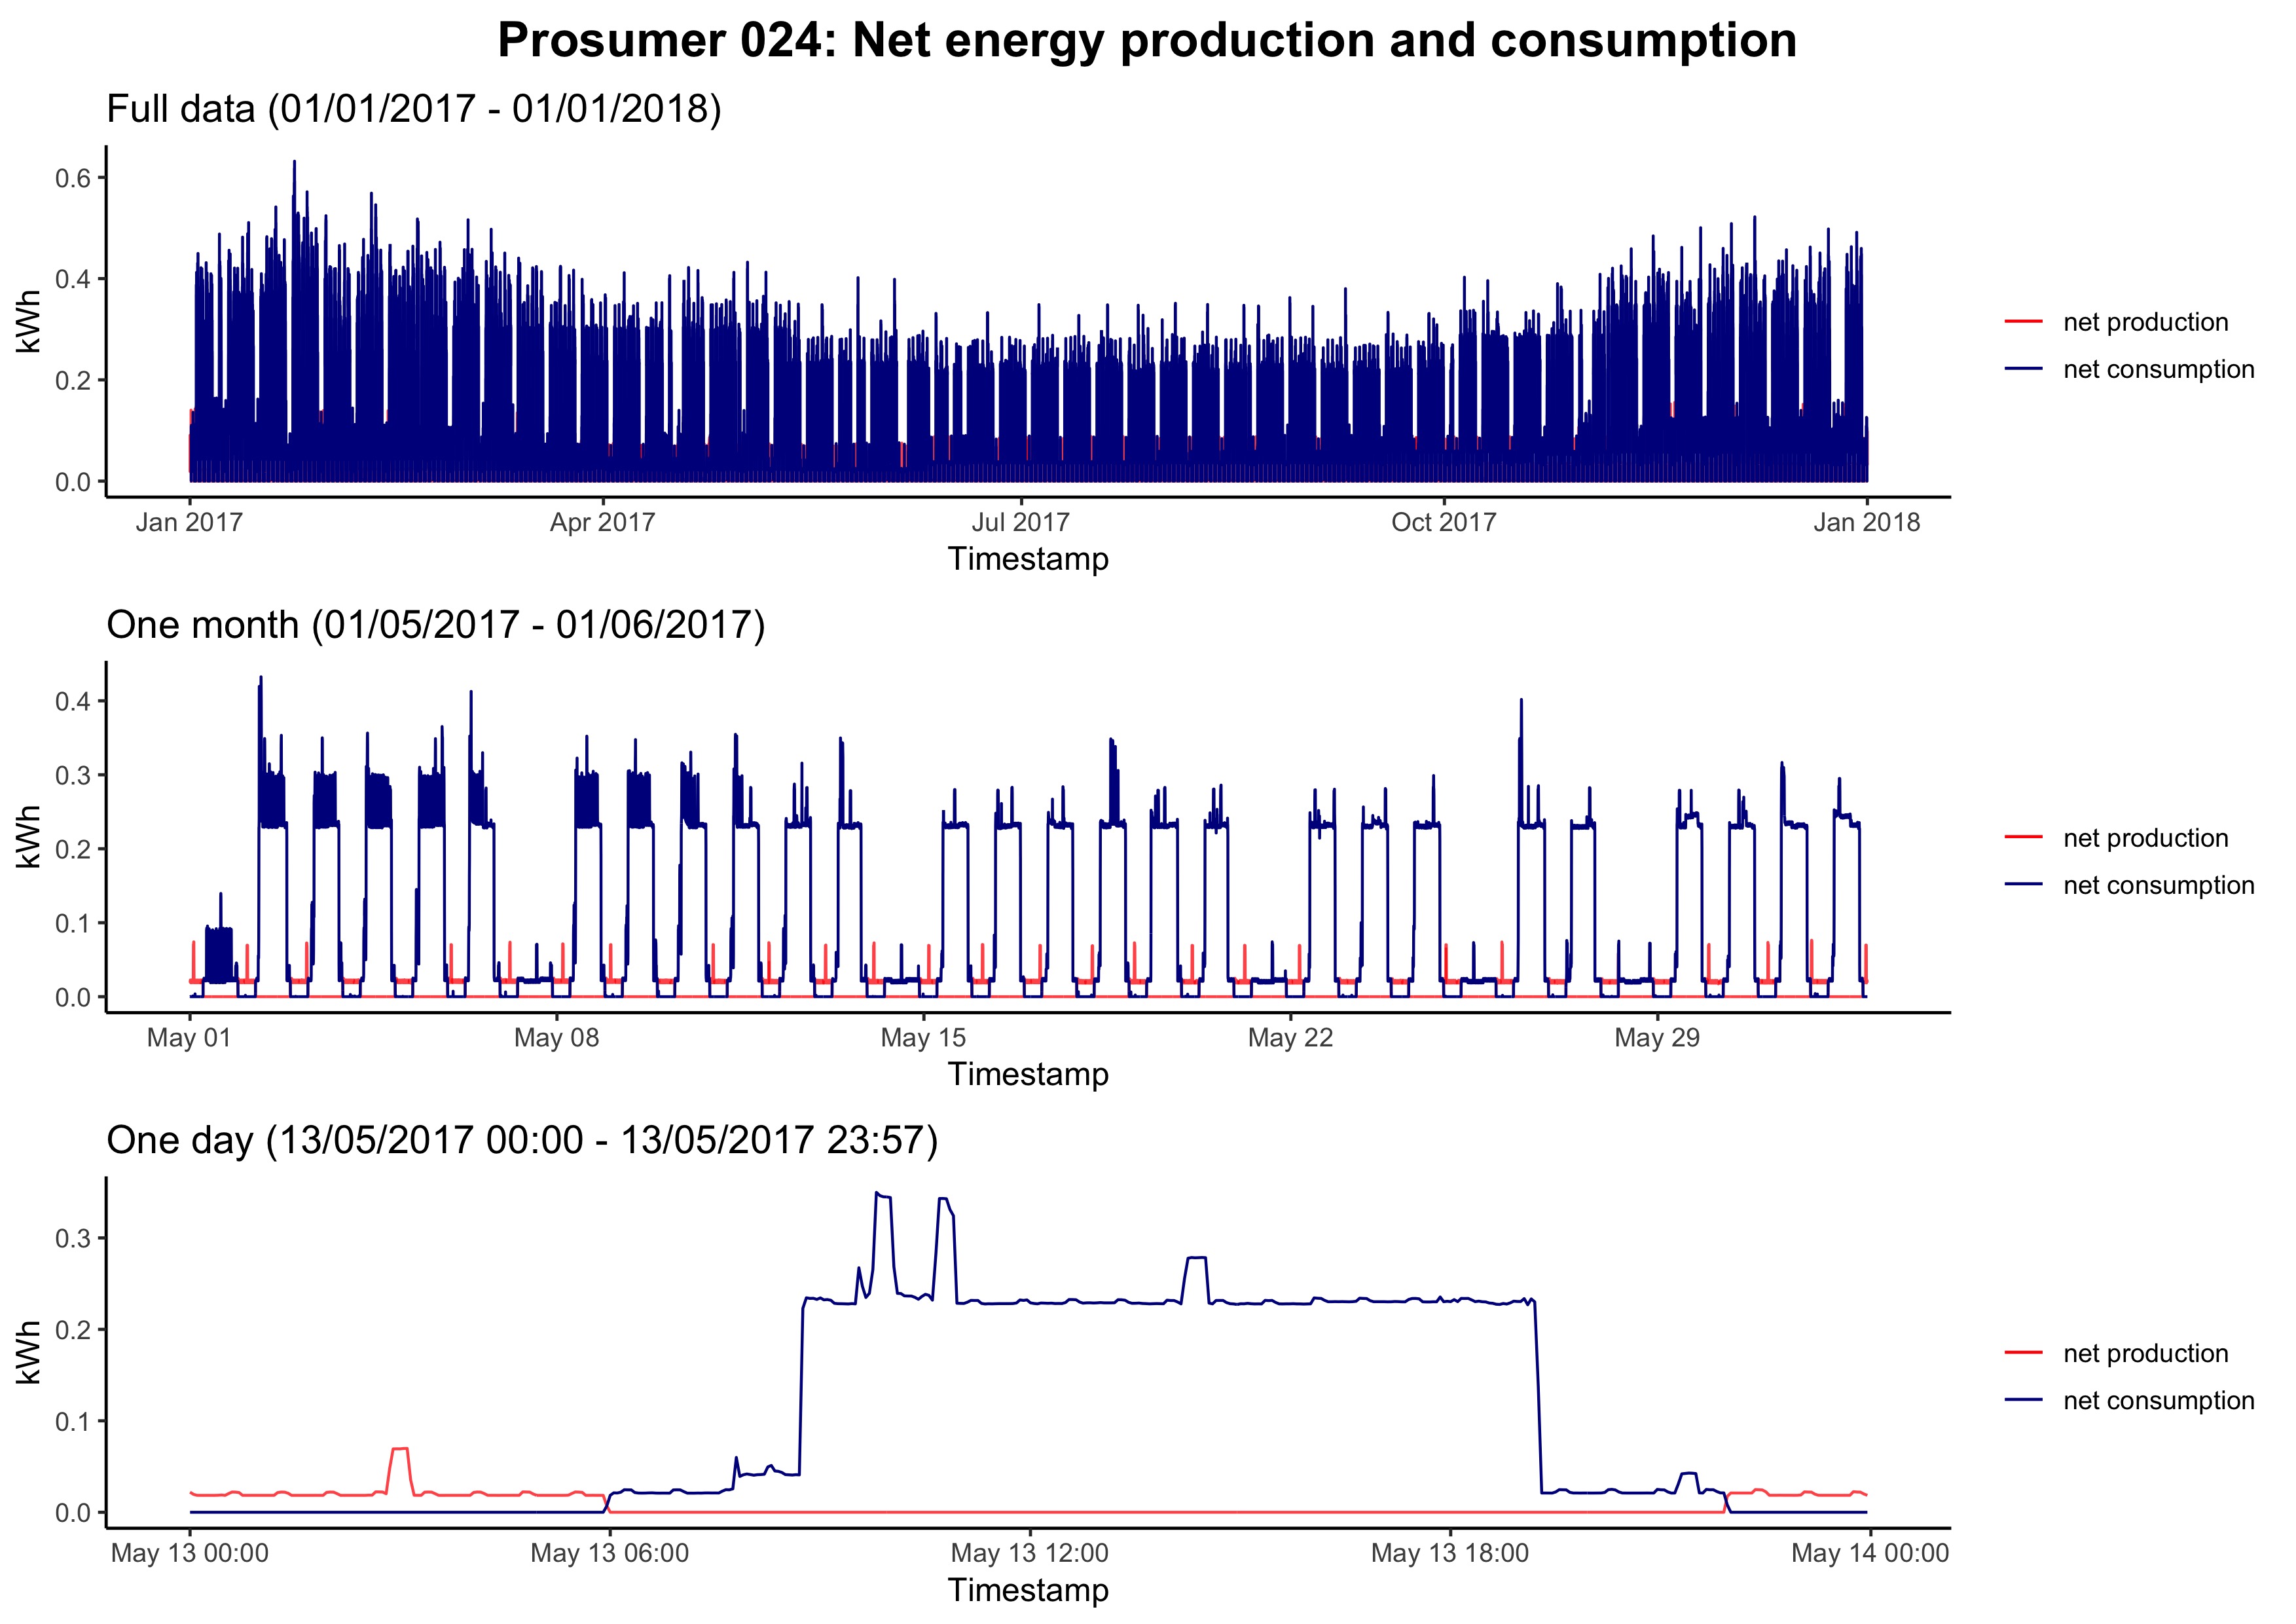 Prosumer 024: Net energy production and consumption
Full data (01/01/2017 - 01/01/2018)
kWh
0.6
0.4
0.2
0.0
Jan 2017 Apr 2017 Jul 2017 Oct 2017 Jan 2018
Timestamp
net production
net consumption
One month (01/05/2017 - 01/06/2017)
kWh
0.4
0.3
0.2
0.1
0.0
May 01 May 08 May 15 May 22 May 29
Timestamp
net production
net consumption
One day (13/05/2017 00:00 - 13/05/2017 23:57)
kWh
0.3
0.2
0.1
0.0
May 13 00:00 May 13 06:00 May 13 12:00 May 13 18:00 May 14 00:00
Timestamp
net production
net consumption